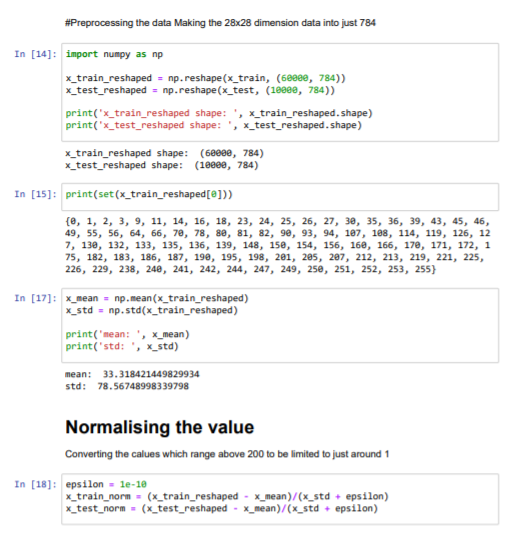 #Preprocessing the data Making the 28x28 dimension data into just 784
In [14]: import numpy as np
x_train_reshaped = np.reshape(x_train, (60000, 784))
x_test_reshaped = np.reshape(x_test, (10000, 784))
print('x_train_reshaped shape: ', x_train_reshaped.shape)
print('x_test_reshaped shape: ', x_test_reshaped.shape)
x_train_reshaped shape:  (60000, 784)
x_test_reshaped shape:  (10000, 784)
In [15]: print(set(x_train_reshaped[0]))
{0, 1, 2, 3, 9, 11, 14, 16, 18, 23, 24, 25, 26, 27, 30, 35, 36, 39, 43, 45, 46,
49, 55, 56, 64, 66, 70, 78, 80, 81, 82, 90, 93, 94, 107, 108, 114, 119, 126, 12
7, 130, 132, 133, 135, 136, 139, 148, 150, 154, 156, 160, 166, 170, 171, 172, 1
75, 182, 183, 186, 187, 190, 195, 198, 201, 205, 207, 212, 213, 219, 221, 225,
226, 229, 238, 240, 241, 242, 244, 247, 249, 250, 251, 252, 253, 255}
In [17]: x_mean = np.mean(x_train_reshaped)
x_std = np.std(x_train_reshaped)
print('mean: ', x_mean)
print('std: ', x_std)
mean:  33.318421449829934
std:  78.56748998339798
Normalising the value
Converting the calues which range above 200 to be limited to just around 1
In [18]: epsilon = 1e-10
x_train_norm = (x_train_reshaped - x_mean)/(x_std + epsilon)
x_test_norm = (x_test_reshaped - x_mean)/(x_std + epsilon)